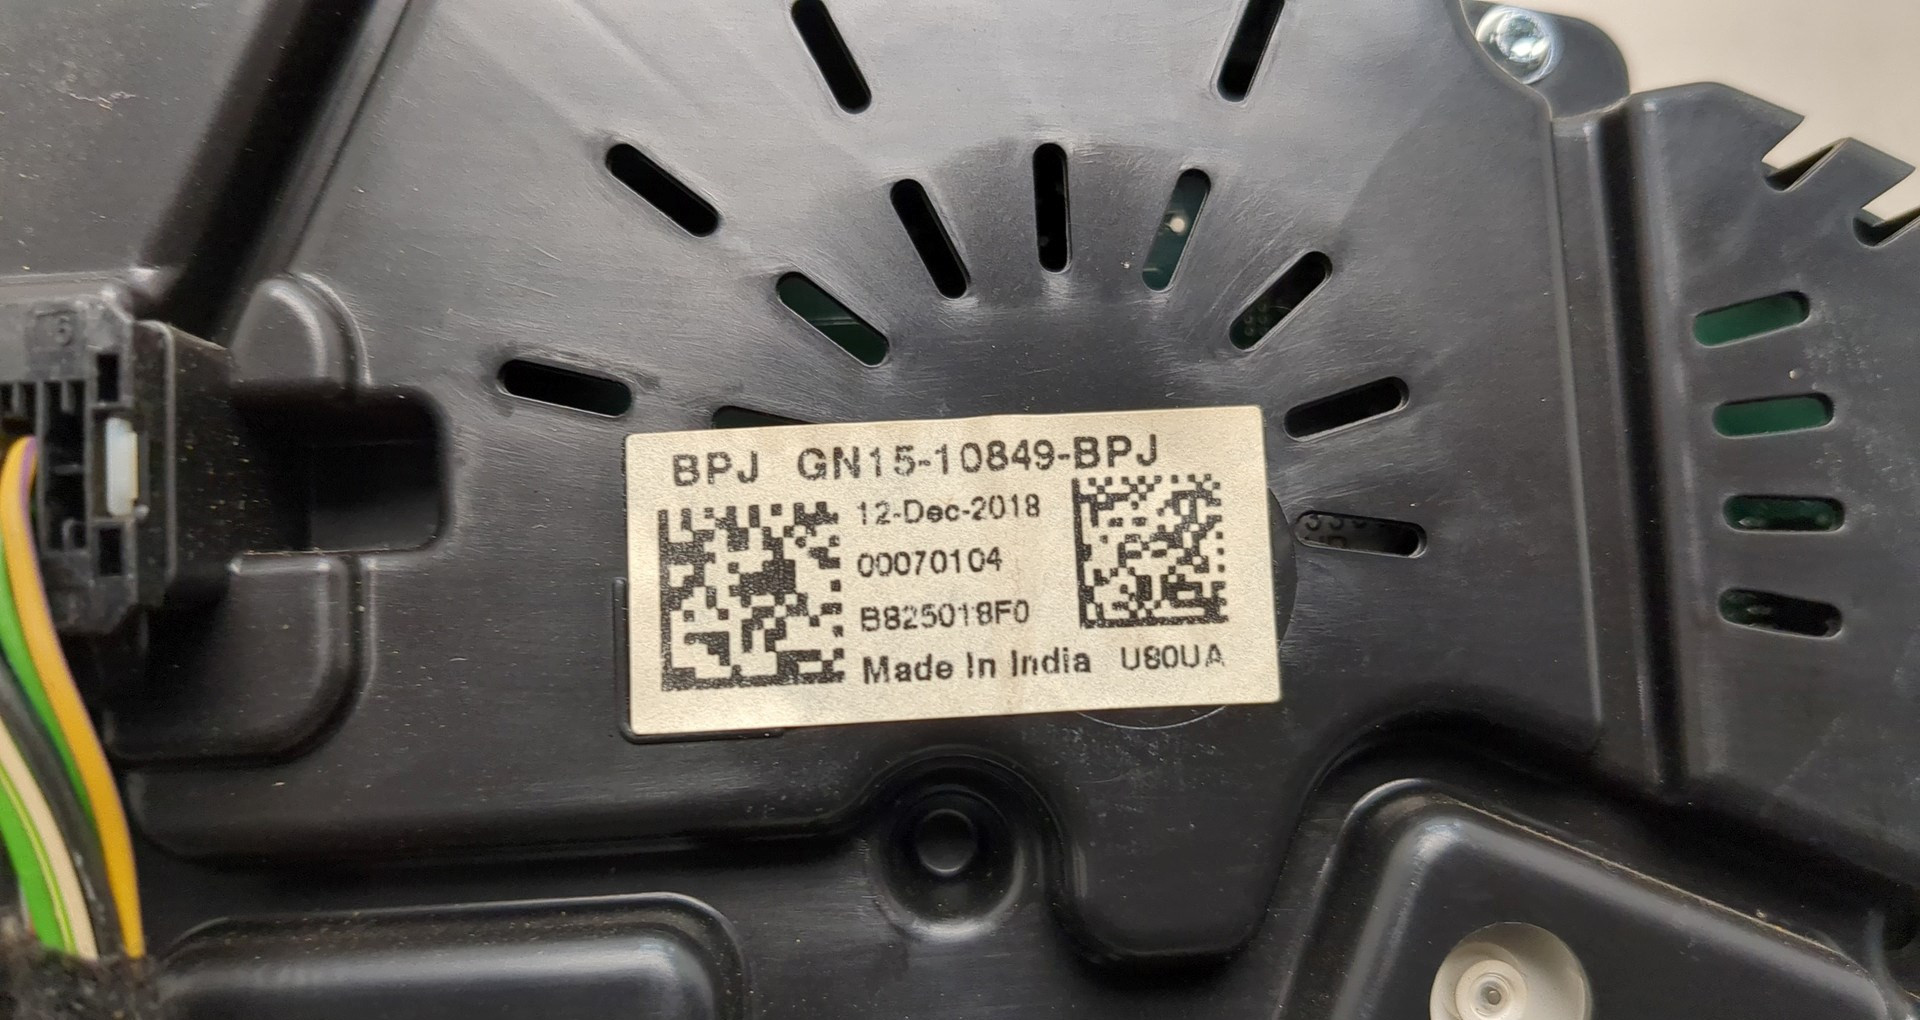 BPJ GN15-10849-BPJ
12-Dec-2018
00070104
B825018F0
Made In India U80UA